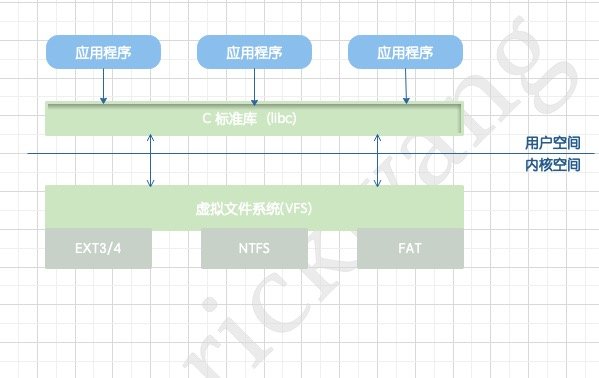 应用程序 应用程序 应用程序
C 标准库 (libc)
用户空间
内核空间
虚拟文件系统(VFS)
EXT3/4 NTFS FAT
rickwang